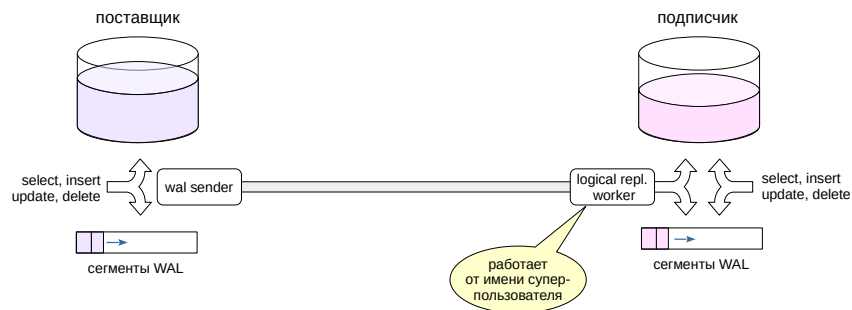 поставщик
подписчик
select, insert
update, delete
wal sender
logical repl.
worker
select, insert
update, delete
сегменты WAL
сегменты WAL
работает
от имени супер-
пользователя